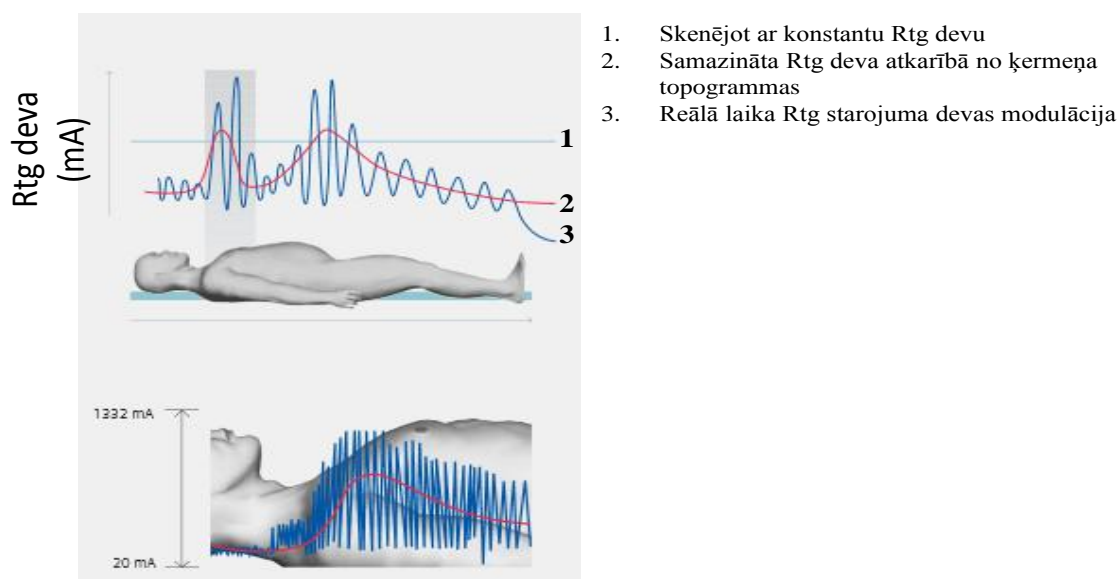 Rtg deva
(mA)
1
2
3
1332 mA
20 mA
1. Skenējot ar konstantu Rtg devu
2. Samazināta Rtg deva atkarībā no ķermeņa
topogrammas
3. Reālā laika Rtg starojuma devas modulācija